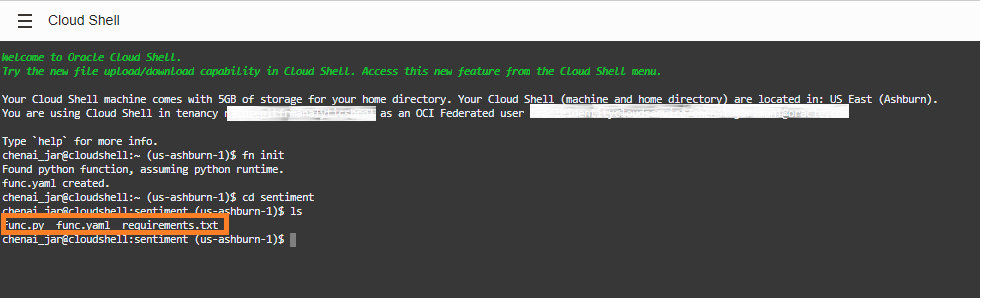 Cloud Shell
Welcome to Oracle Cloud Shell.
Try the new file upload/download capability in Cloud Shell. Access this new feature from the Cloud Shell menu.
Your Cloud Shell machine comes with 5GB of storage for your home directory. Your Cloud Shell (machine and home directory) are located in: US East (Ashburn).
You are using Cloud Shell in tenancy as an OCI Federated user
Type `help` for more info.
chenai_jar@cloudshell:~ (us-ashburn-1)$ fn init
Found python function, assuming python runtime.
func.yaml created.
chenai_jar@cloudshell:~ (us-ashburn-1)$ cd sentiment
chenai_jar@cloudshell:sentiment (us-ashburn-1)$ ls
func.py  func.yaml  requirements.txt
chenai_jar@cloudshell:sentiment (us-ashburn-1)$